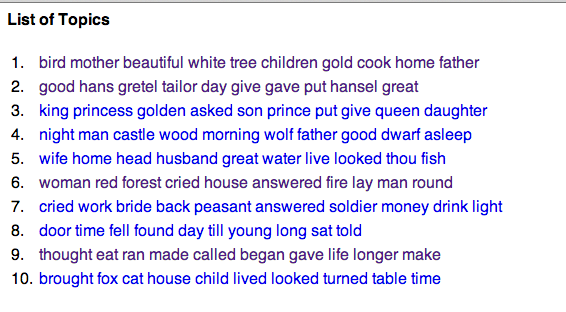 List of Topics
1. bird mother beautiful white tree children gold cook home father
2. good hans gretel tailor day give gave put hansel great
3. king princess golden asked son prince put give queen daughter
4. night man castle wood morning wolf father good dwarf asleep
5. wife home head husband great water live looked thou fish
6. woman red forest cried house answered fire lay man round
7. cried work bride back peasant answered soldier money drink light
8. door time fell found day till young long sat told
9. thought eat ran made called began gave life longer make
10. brought fox cat house child lived looked turned table time